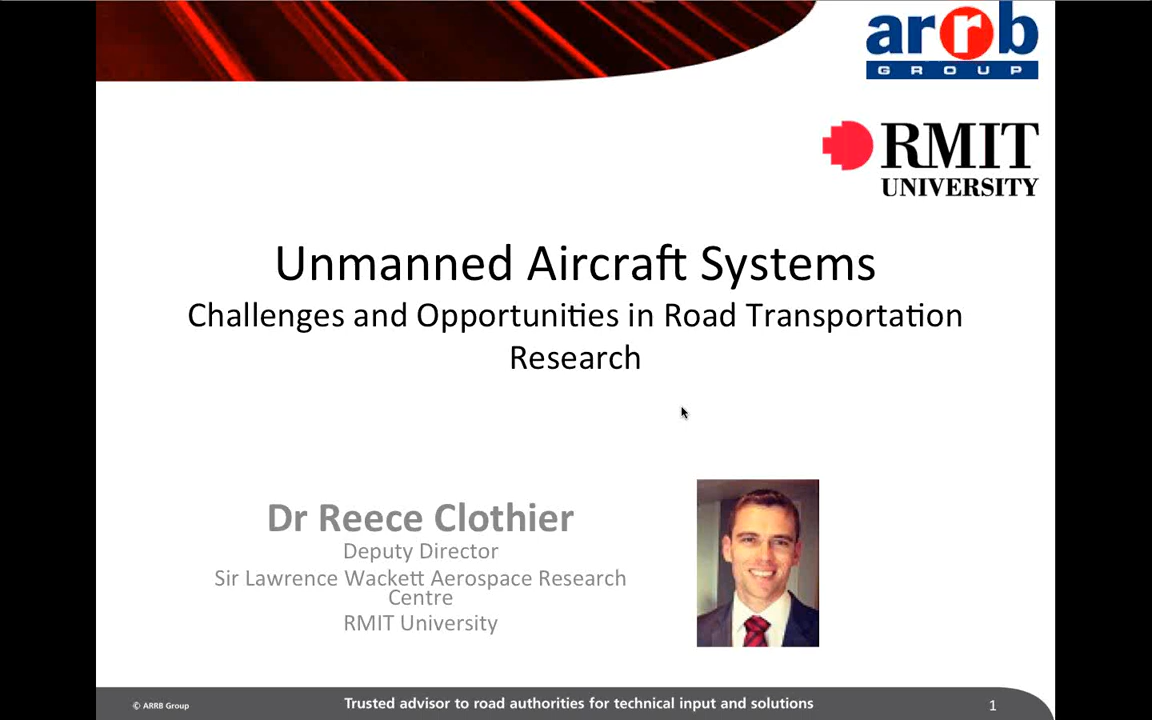 arrb
GROUP
RMIT
UNIVERSITY
Unmanned Aircraft Systems
Challenges and Opportunities in Road Transportation
Research
Dr Reece Clothier
Deputy Director
Sir Lawrence Wackett Aerospace Research
Centre
RMIT University
© ARRB Group
Trusted advisor to road authorities for technical input and solutions
1